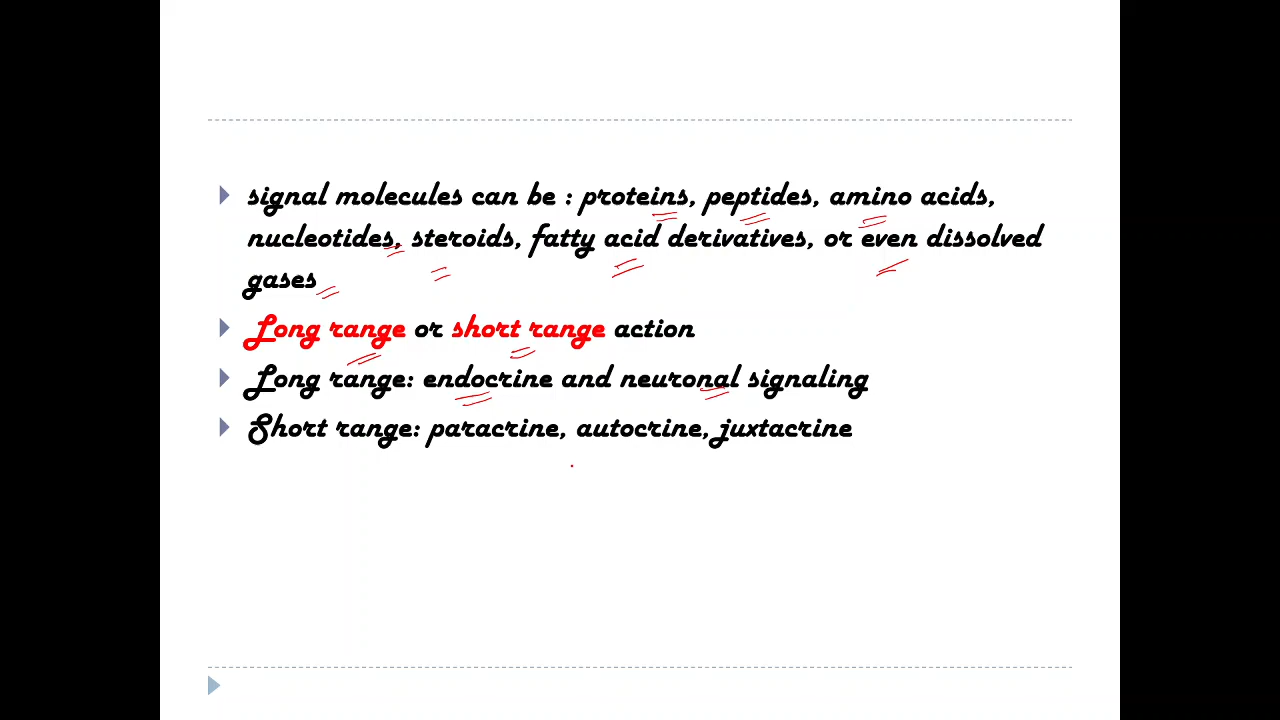 signal molecules can be : proteins, peptides, amino acids,
nucleotides, steroids, fatty acid derivatives, or even dissolved
gases
Long range or short range action
Long range: endocrine and neuronal signaling
Short range: paracrine, autocrine, juxtacrine